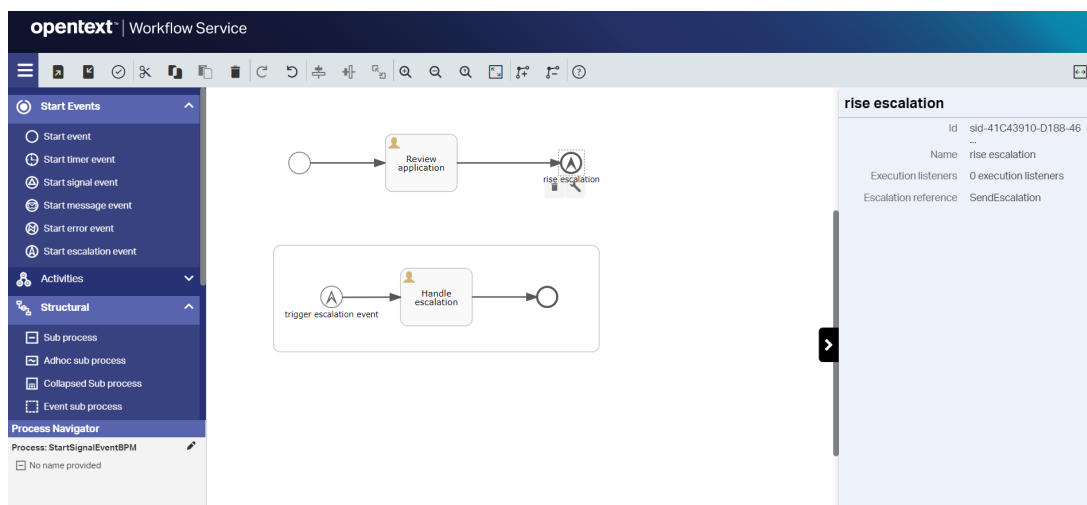 opentext™ | Workflow Service
Start Events
Start event
Start timer event
Start signal event
Start message event
Start error event
Start escalation event
Activities
Structural
Sub process
Adhoc sub process
Collapsed Sub process
Event sub process
Process Navigator
Process: StartSignalEventBPM
No name provided
Review
application
rise escalation
Handle
escalation
trigger escalation event
rise escalation
Id sid-41C43910-D188-46
...
Name rise escalation
Execution listeners 0 execution listeners
Escalation reference SendEscalation